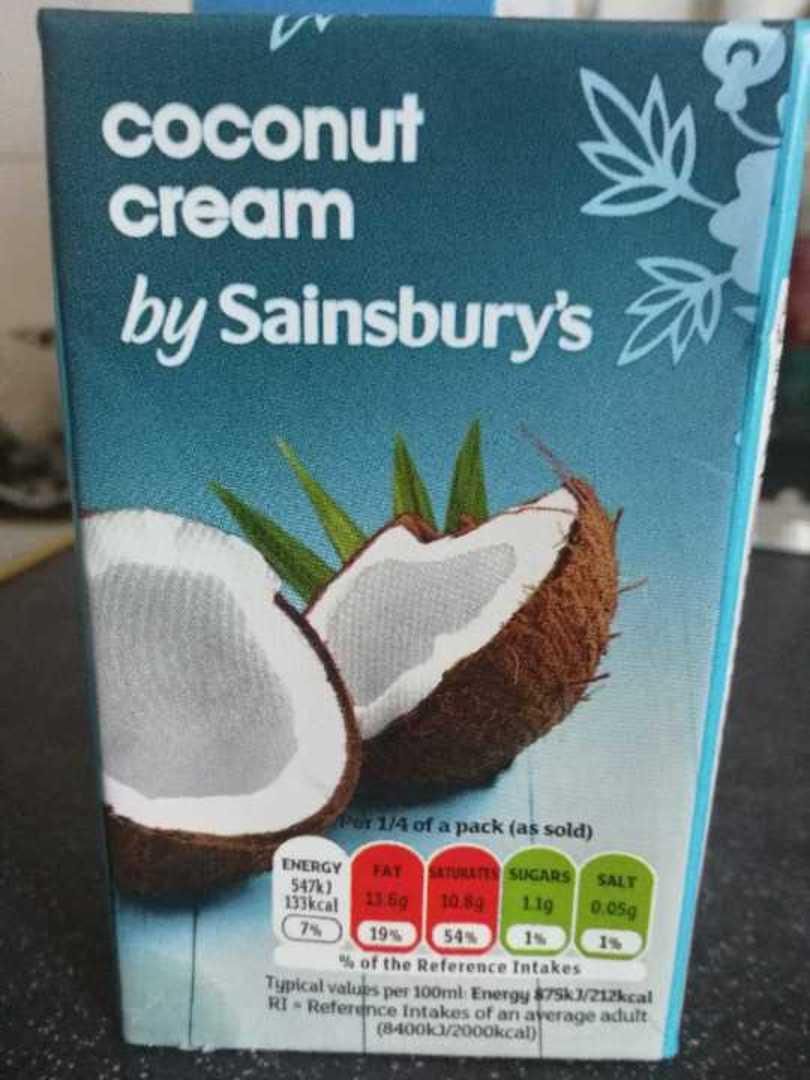 coconut
cream
by Sainsbury's
Per 1/4 of a pack (as sold)
ENERGY FAT SATURATES SUGARS SALT
547kJ
133kcal 13.6g 10.8g 1.1g 0.05g
7% 19% 54% 1% 1%
% of the Reference Intakes
Typical values per 100ml: Energy 875kJ/212kcal
RI = Reference Intakes of an average adult
(8400kJ/2000kcal)